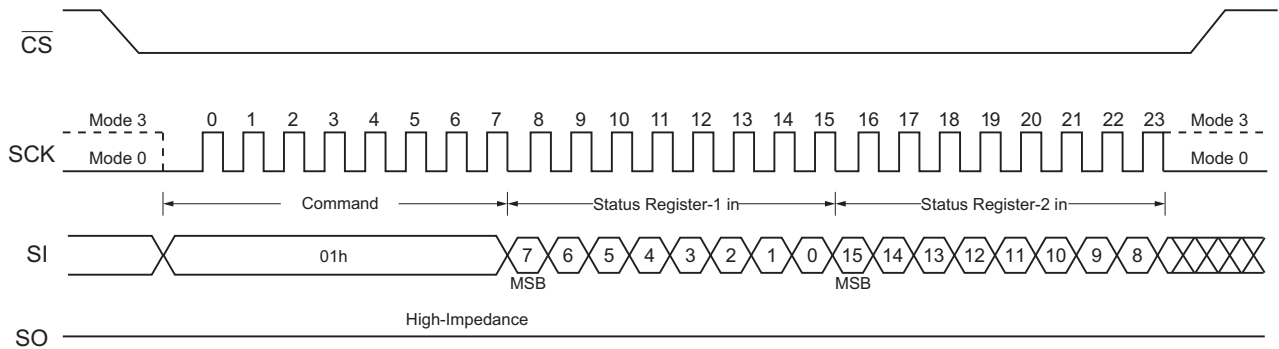 CS
Mode 3 0 1 2 3 4 5 6 7 8 9 10 11 12 13 14 15 16 17 18 19 20 21 22 23 Mode 3
SCK
Mode 0 Mode 0
Command Status Register-1 in Status Register-2 in
SI 01h 7 6 5 4 3 2 1 0 15 14 13 12 11 10 9 8
MSB MSB
High-Impedance
SO